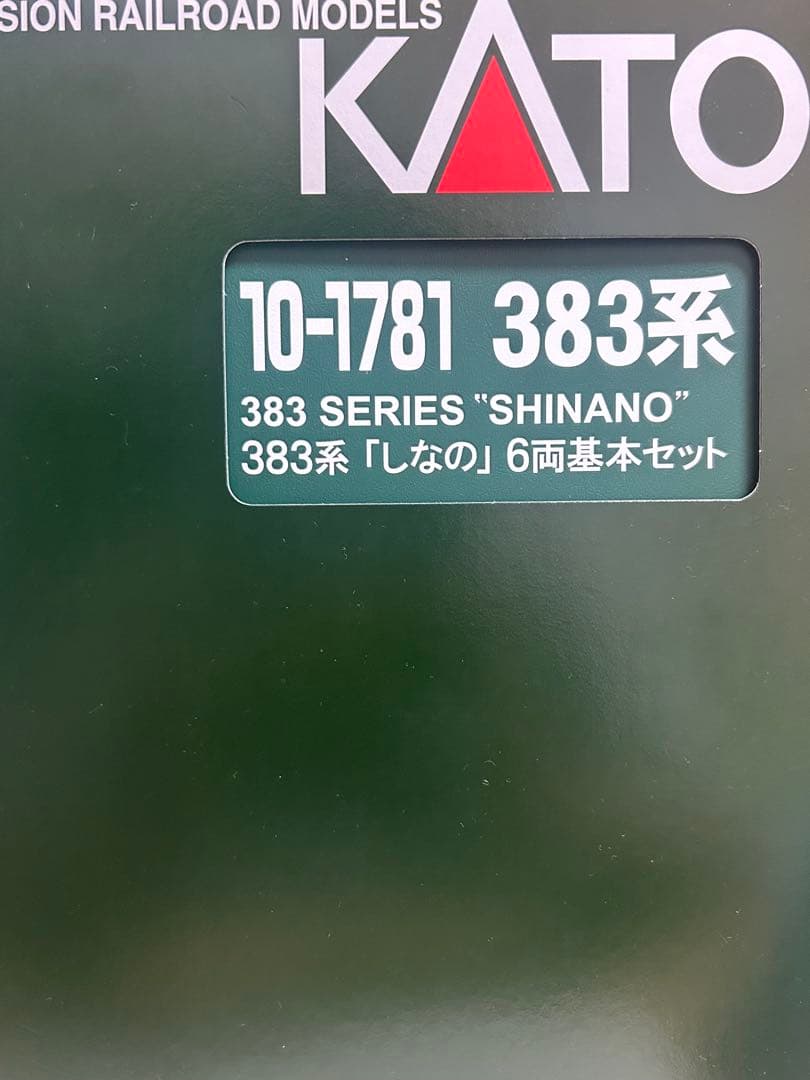 SION RAILROAD MODELS
KATO
10-1781 383系
383 SERIES “SHINANO”
383系「しなの」6両基本セット